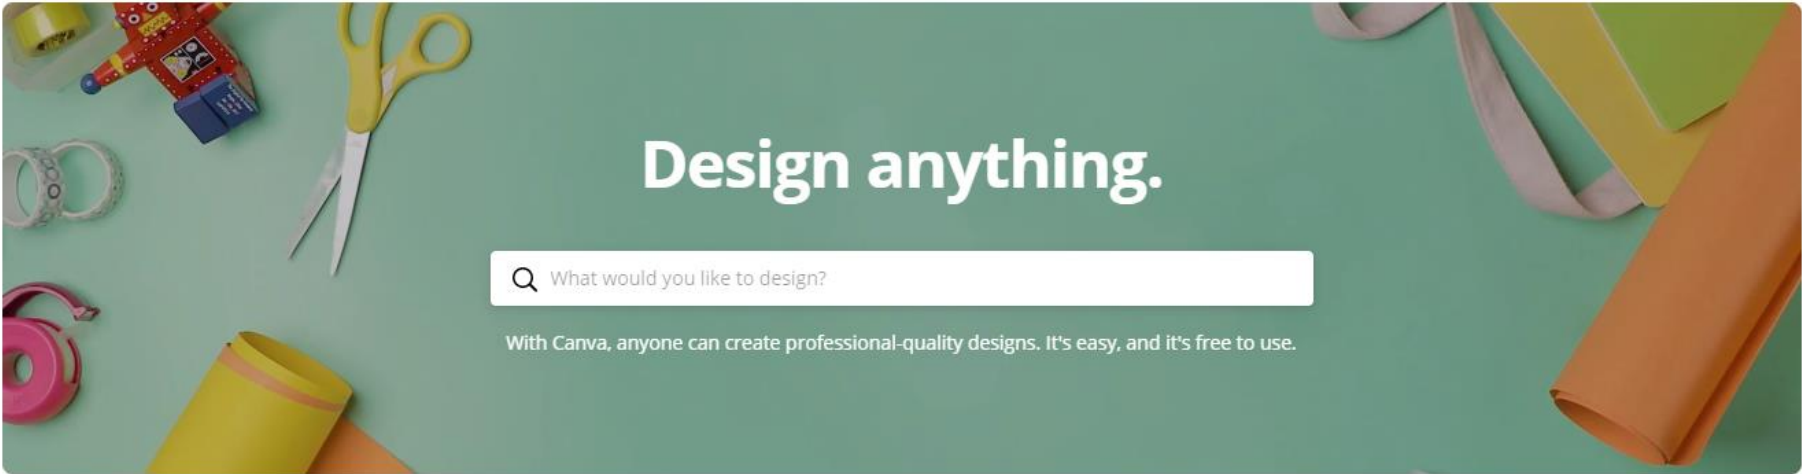 Design anything.
What would you like to design?
With Canva, anyone can create professional-quality designs. It's easy, and it's free to use.